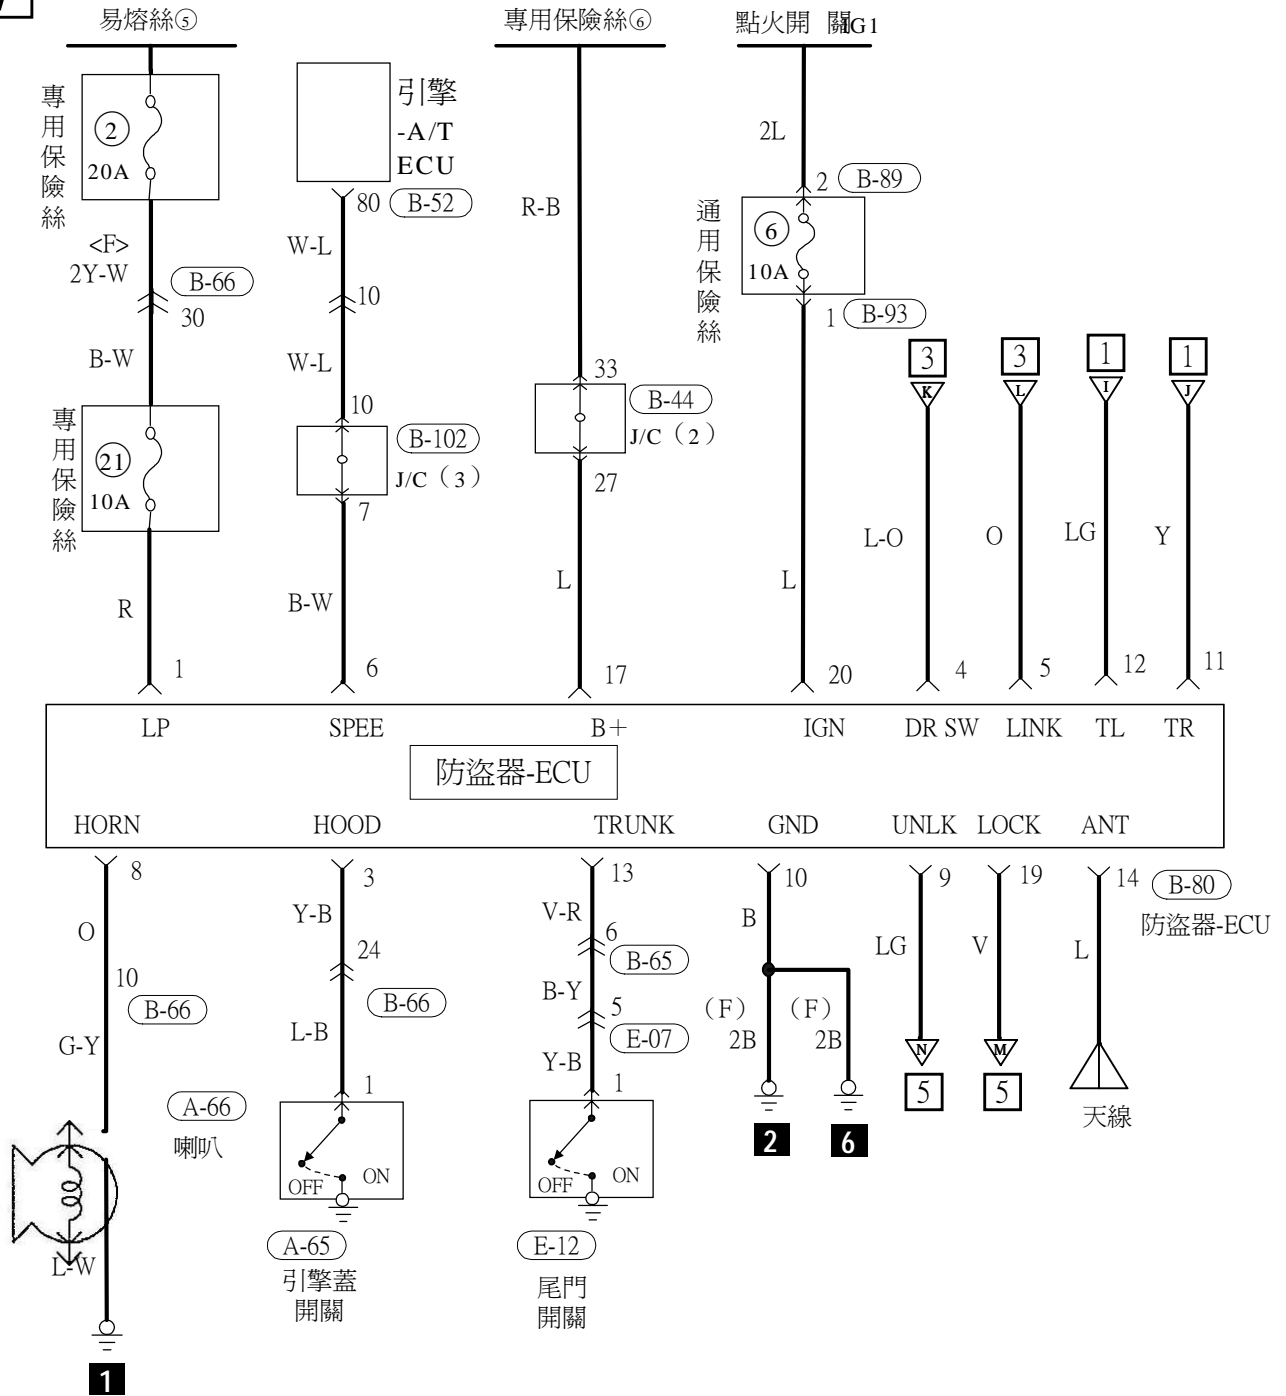 易熔絲⑤
專用保險絲⑥
點火開 關IG1
專用保險絲
2
20A
引擎
-A/T
ECU
80
B-52
2L
2
B-89
通用保險絲
6
10A
1
B-93
R-B
<F>
2Y-W
B-66
30
W-L
10
B-W
W-L
10
B-102
J/C（3）
7
33
B-44
J/C（2）
27
專用保險絲
21
10A
3
K
3
L
1
I
1
J
R
B-W
L
L
L-O
O
LG
Y
1
6
17
20
4
5
12
11
LP
SPEE
B＋
IGN
DR SW
LINK
TL
TR
防盜器-ECU
HORN
HOOD
TRUNK
GND
UNLK
LOCK
ANT
8
3
13
10
9
19
14
B-80
防盜器-ECU
O
10
B-66
G-Y
Y-B
24
B-66
L-B
1
V-R
6
B-65
B-Y
5
E-07
Y-B
1
B
（F）
2B
（F）
2B
2
6
LG
N
5
V
M
5
L
天線
A-66
喇叭
L-W
1
OFF
ON
A-65
引擎蓋
開關
OFF
ON
E-12
尾門
開關